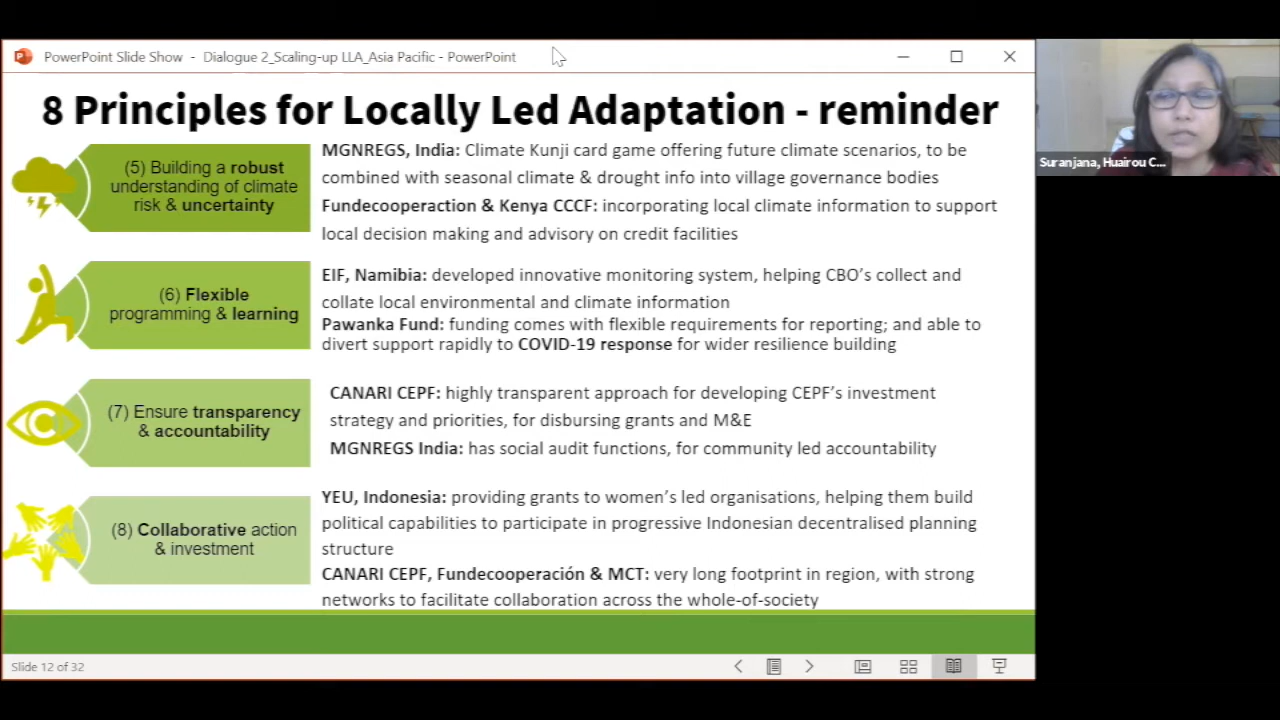 PowerPoint Slide Show - Dialogue 2_Scaling-up LLA_Asia Pacific - PowerPoint
8 Principles for Locally Led Adaptation - reminder
(5) Building a robust
understanding of climate
risk & uncertainty
MGNREGS, India: Climate Kunji card game offering future climate scenarios, to be
combined with seasonal climate & drought info into village governance bodies
Fundecooperaction & Kenya CCCF: incorporating local climate information to support
local decision making and advisory on credit facilities
(6) Flexible
programming & learning
EIF, Namibia: developed innovative monitoring system, helping CBO's collect and
collate local environmental and climate information
Pawanka Fund: funding comes with flexible requirements for reporting; and able to
divert support rapidly to COVID-19 response for wider resilience building
(7) Ensure transparency
& accountability
CANARI CEPF: highly transparent approach for developing CEPF's investment
strategy and priorities, for disbursing grants and M&E
MGNREGS India: has social audit functions, for community led accountability
(8) Collaborative action
& investment
YEU, Indonesia: providing grants to women's led organisations, helping them build
political capabilities to participate in progressive Indonesian decentralised planning
structure
CANARI CEPF, Fundecooperación & MCT: very long footprint in region, with strong
networks to facilitate collaboration across the whole-of-society
Slide 12 of 32
Suranjana, Huairou C...